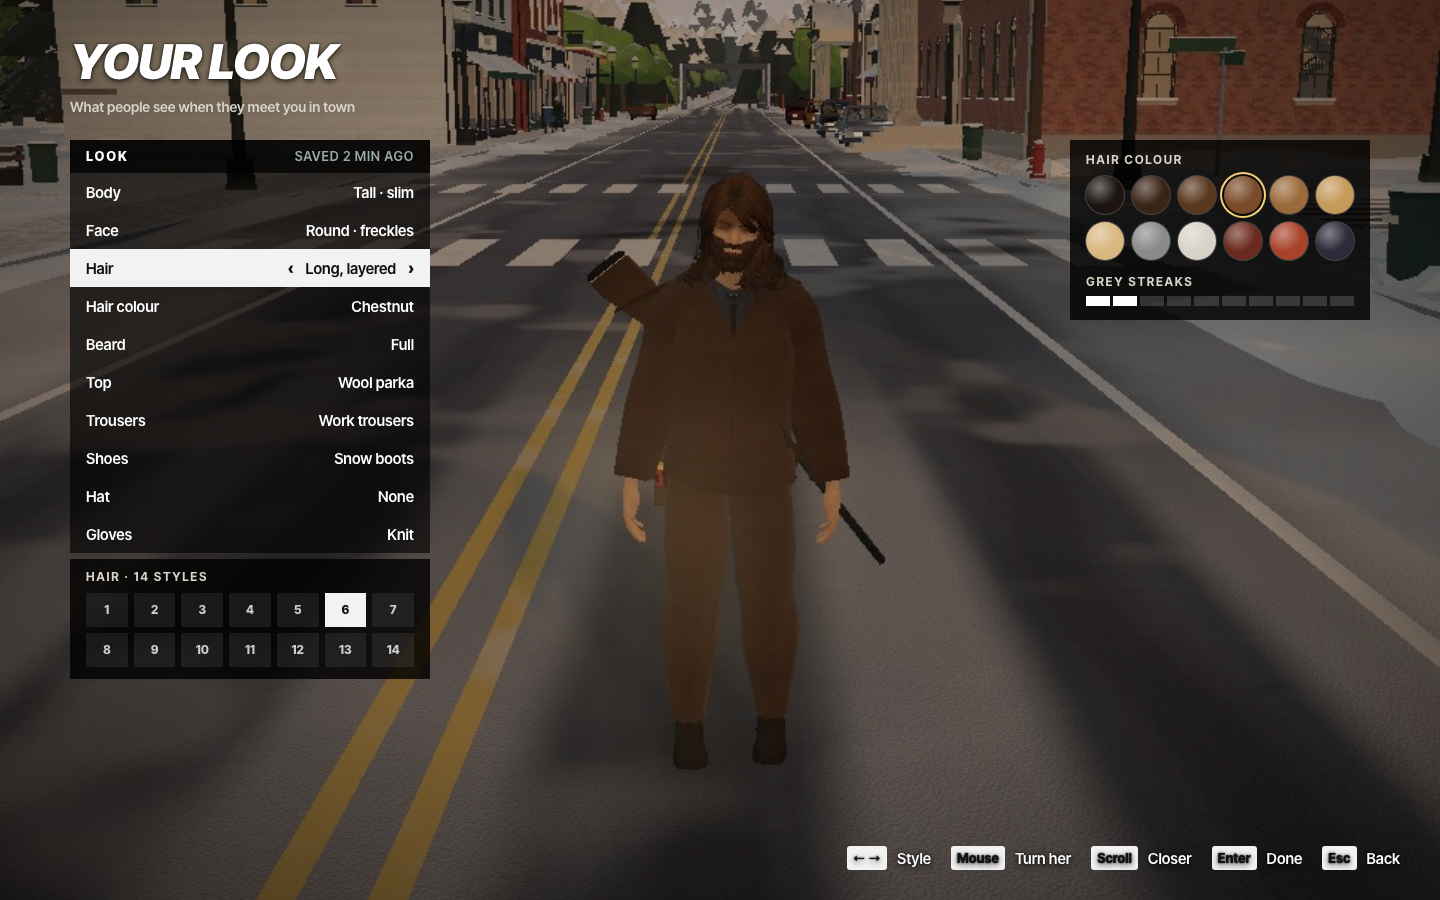 YOUR LOOK
What people see when they meet you in town
LOOK SAVED 2 MIN AGO
Body Tall · slim
Face Round · freckles
Hair ‹ Long, layered ›
Hair colour Chestnut
Beard Full
Top Wool parka
Trousers Work trousers
Shoes Snow boots
Hat None
Gloves Knit
HAIR · 14 STYLES
1 2 3 4 5 6 7
8 9 10 11 12 13 14
HAIR COLOUR
GREY STREAKS
← → Style Mouse Turn her Scroll Closer Enter Done Esc Back